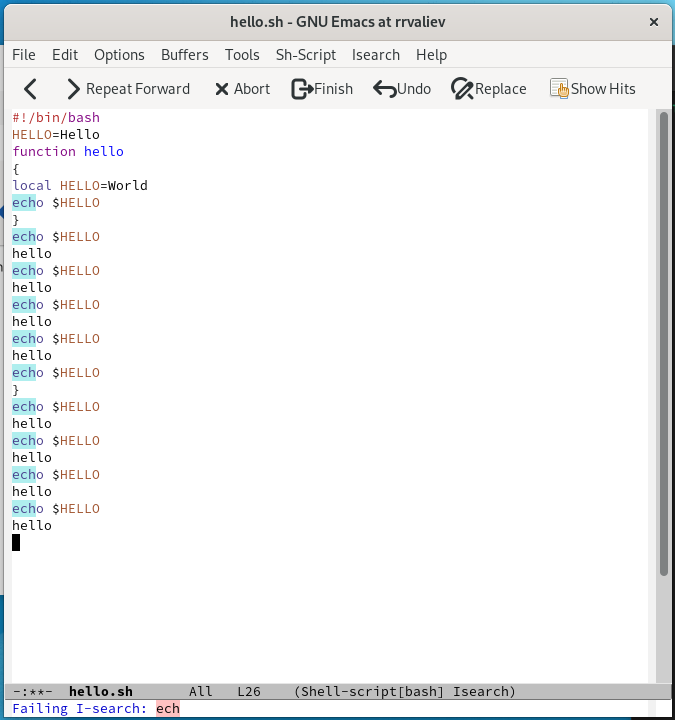 hello.sh - GNU Emacs at rrvaliev ×
File Edit Options Buffers Tools Sh-Script Isearch Help
Repeat Forward Abort Finish Undo Replace Show Hits
#!/bin/bash
HELLO=Hello
function hello
{
local HELLO=World
echo $HELLO
}
echo $HELLO
hello
echo $HELLO
hello
echo $HELLO
hello
echo $HELLO
hello
echo $HELLO
}
echo $HELLO
hello
echo $HELLO
hello
echo $HELLO
hello
echo $HELLO
hello
-:**- hello.sh All L26 (Shell-script[bash] Isearch)
Failing I-search: ech